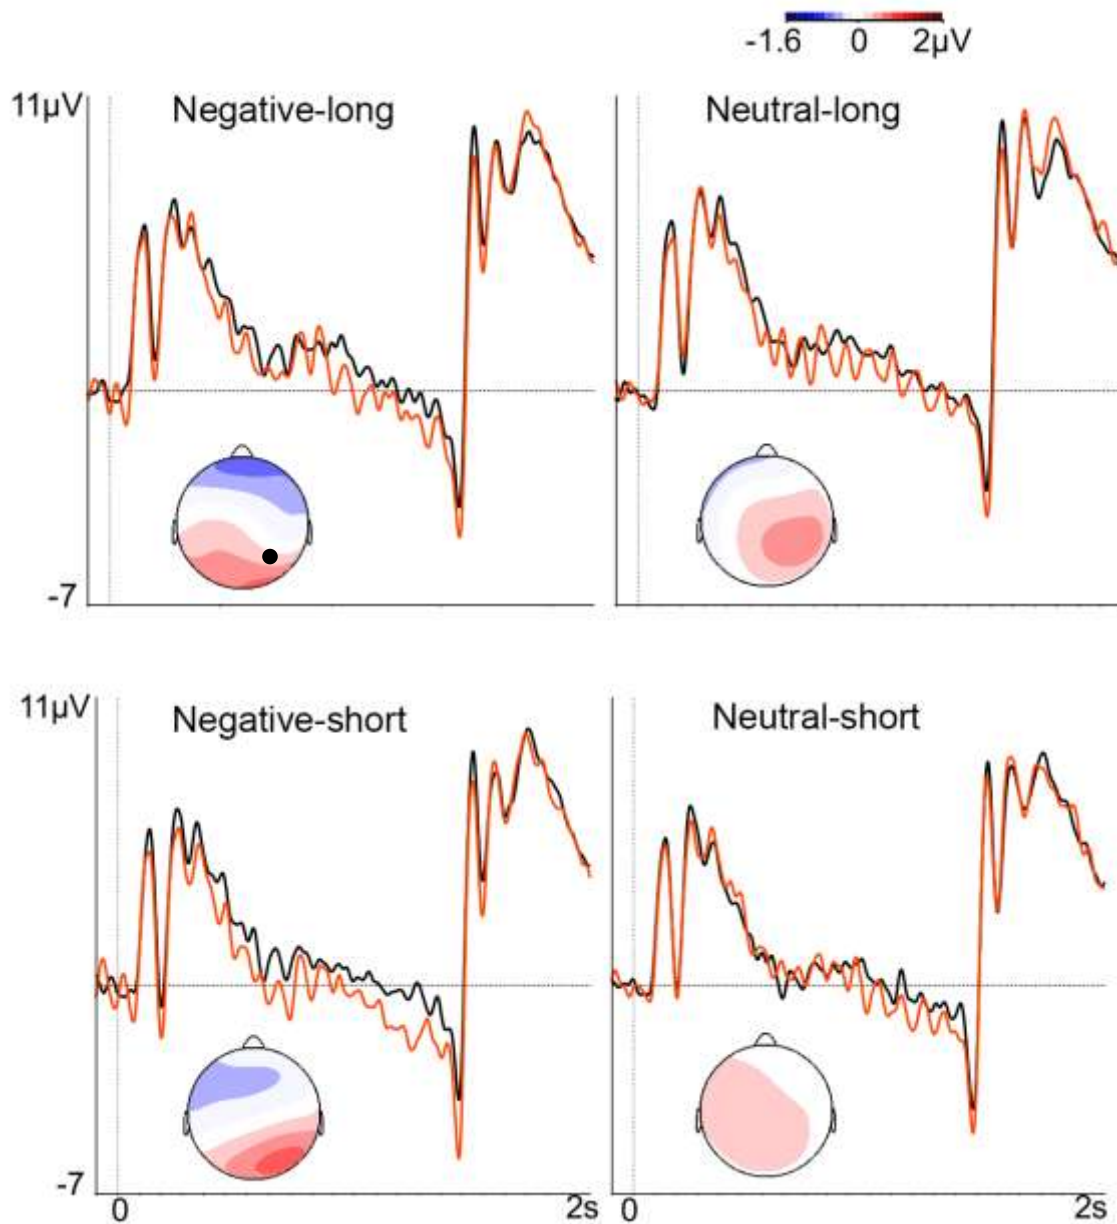 -1.6 0 2µV
11µV
Negative-long
Neutral-long
-7
11µV
Negative-short
Neutral-short
-7
0 2s 0 2s